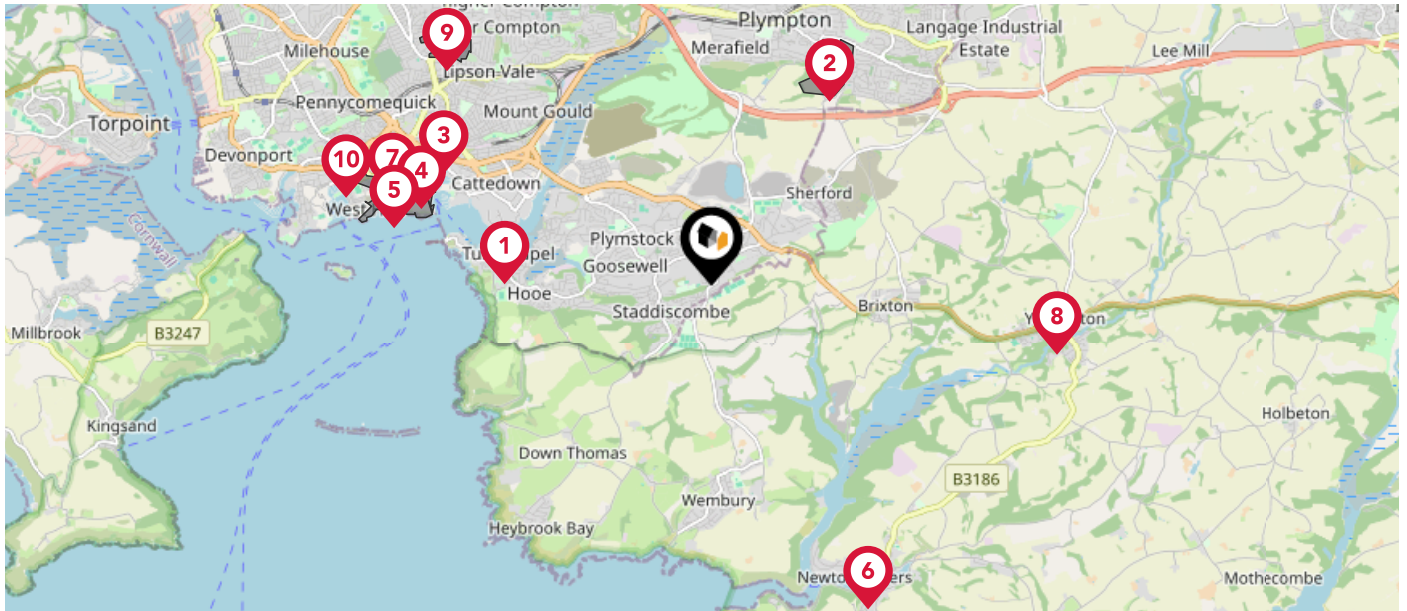 Plympton
9
er Compton
Langage Industrial
Estate
Milehouse
Merafield
Lee Mill
2
Lipson-Vale
Pennycomequick
Mount Gould
Torpoint
3
Devonport
10
7
4
5
Cattedown
West
Sherford
Cornwall
1
Plymstock
Goosewell
Hooe
Staddiscombe
Brixton
8
Millbrook
B3247
Kingsand
Holbeton
Down Thomas
B3186
Wembury
Heybrook Bay
6
Mothecombe